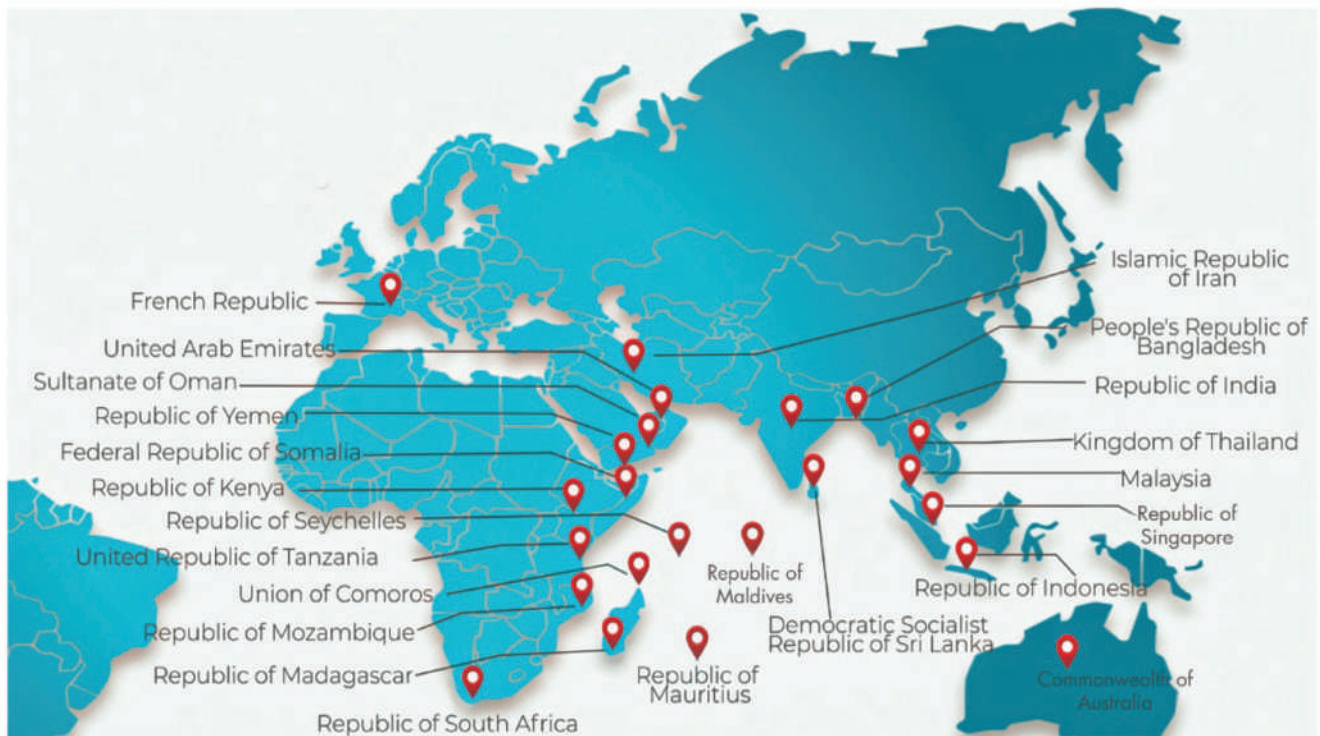 French Republic
United Arab Emirates
Sultanate of Oman
Republic of Yemen
Federal Republic of Somalia
Republic of Kenya
Republic of Seychelles
United Republic of Tanzania
Union of Comoros
Republic of Mozambique
Republic of Madagascar
Republic of South Africa
Republic of
Mauritius
Republic of
Maldives
Democratic Socialist
Republic of Sri Lanka
Islamic Republic
of Iran
People's Republic of
Bangladesh
Republic of India
Kingdom of Thailand
Malaysia
Republic of
Singapore
Republic of Indonesia
Commonwealth of
Australia